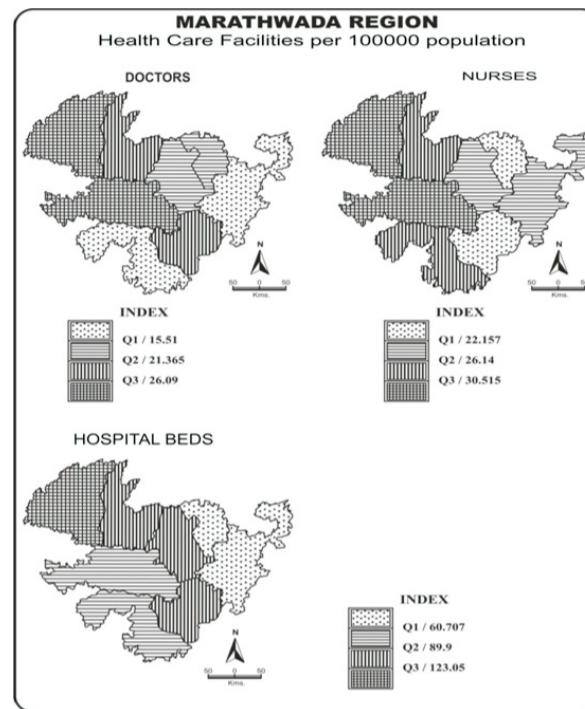 MARATHWADA REGION
Health Care Facilities per 100000 population
DOCTORS
N
50 0 50
Kms.
INDEX
Q1 / 15.51
Q2 / 21.365
Q3 / 26.09
NURSES
N
50 0 50
Kms.
INDEX
Q1 / 22.157
Q2 / 26.14
Q3 / 30.515
HOSPITAL BEDS
N
50 0 50
Kms.
INDEX
Q1 / 60.707
Q2 / 89.9
Q3 / 123.05